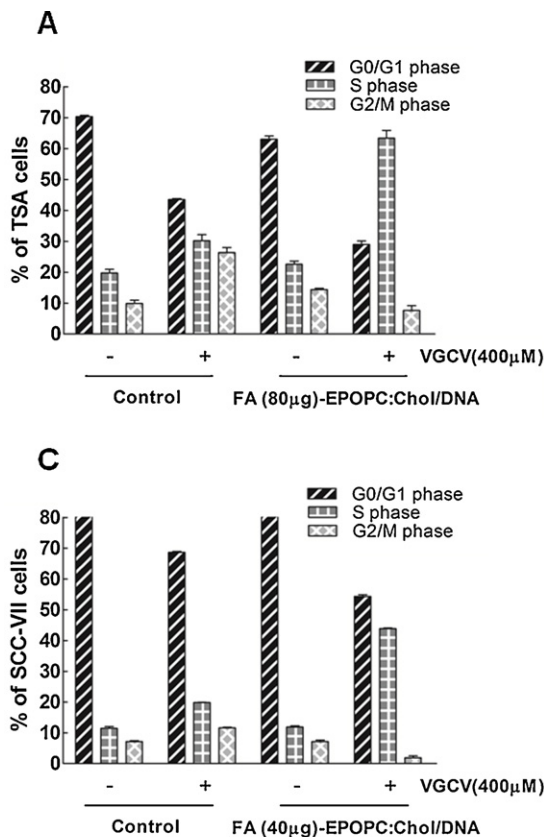 A
G0/G1 phase
S phase
G2/M phase
% of TSA cells
80
70
60
50
40
30
20
10
0
- + - + VGCV(400µM)
Control FA (80µg)-EPOPC:Chol/DNA
C
G0/G1 phase
S phase
G2/M phase
% of SCC-VII cells
80
70
60
50
40
30
20
10
0
- + - + VGCV(400µM)
Control FA (40µg)-EPOPC:Chol/DNA